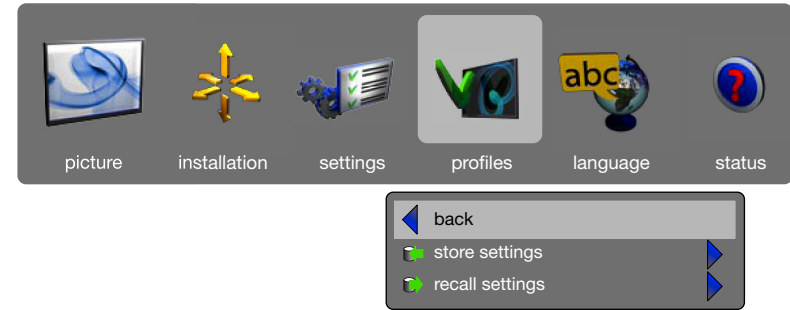 abc
picture installation settings profiles language status
back
store settings
recall settings